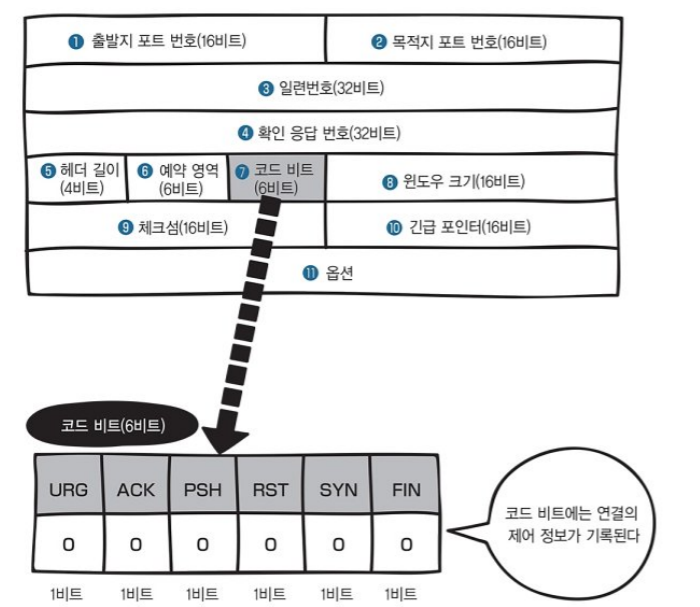 ❶ 출발지 포트 번호(16비트)
❷ 목적지 포트 번호(16비트)
❸ 일련번호(32비트)
❹ 확인 응답 번호(32비트)
❺ 헤더 길이
(4비트)
❻ 예약 영역
(6비트)
❼ 코드 비트
(6비트)
❽ 윈도우 크기(16비트)
❾ 체크섬(16비트)
❿ 긴급 포인터(16비트)
⓫ 옵션
코드 비트(6비트)
URG ACK PSH RST SYN FIN
0 0 0 0 0 0
1비트 1비트 1비트 1비트 1비트 1비트
코드 비트에는 연결의
제어 정보가 기록된다